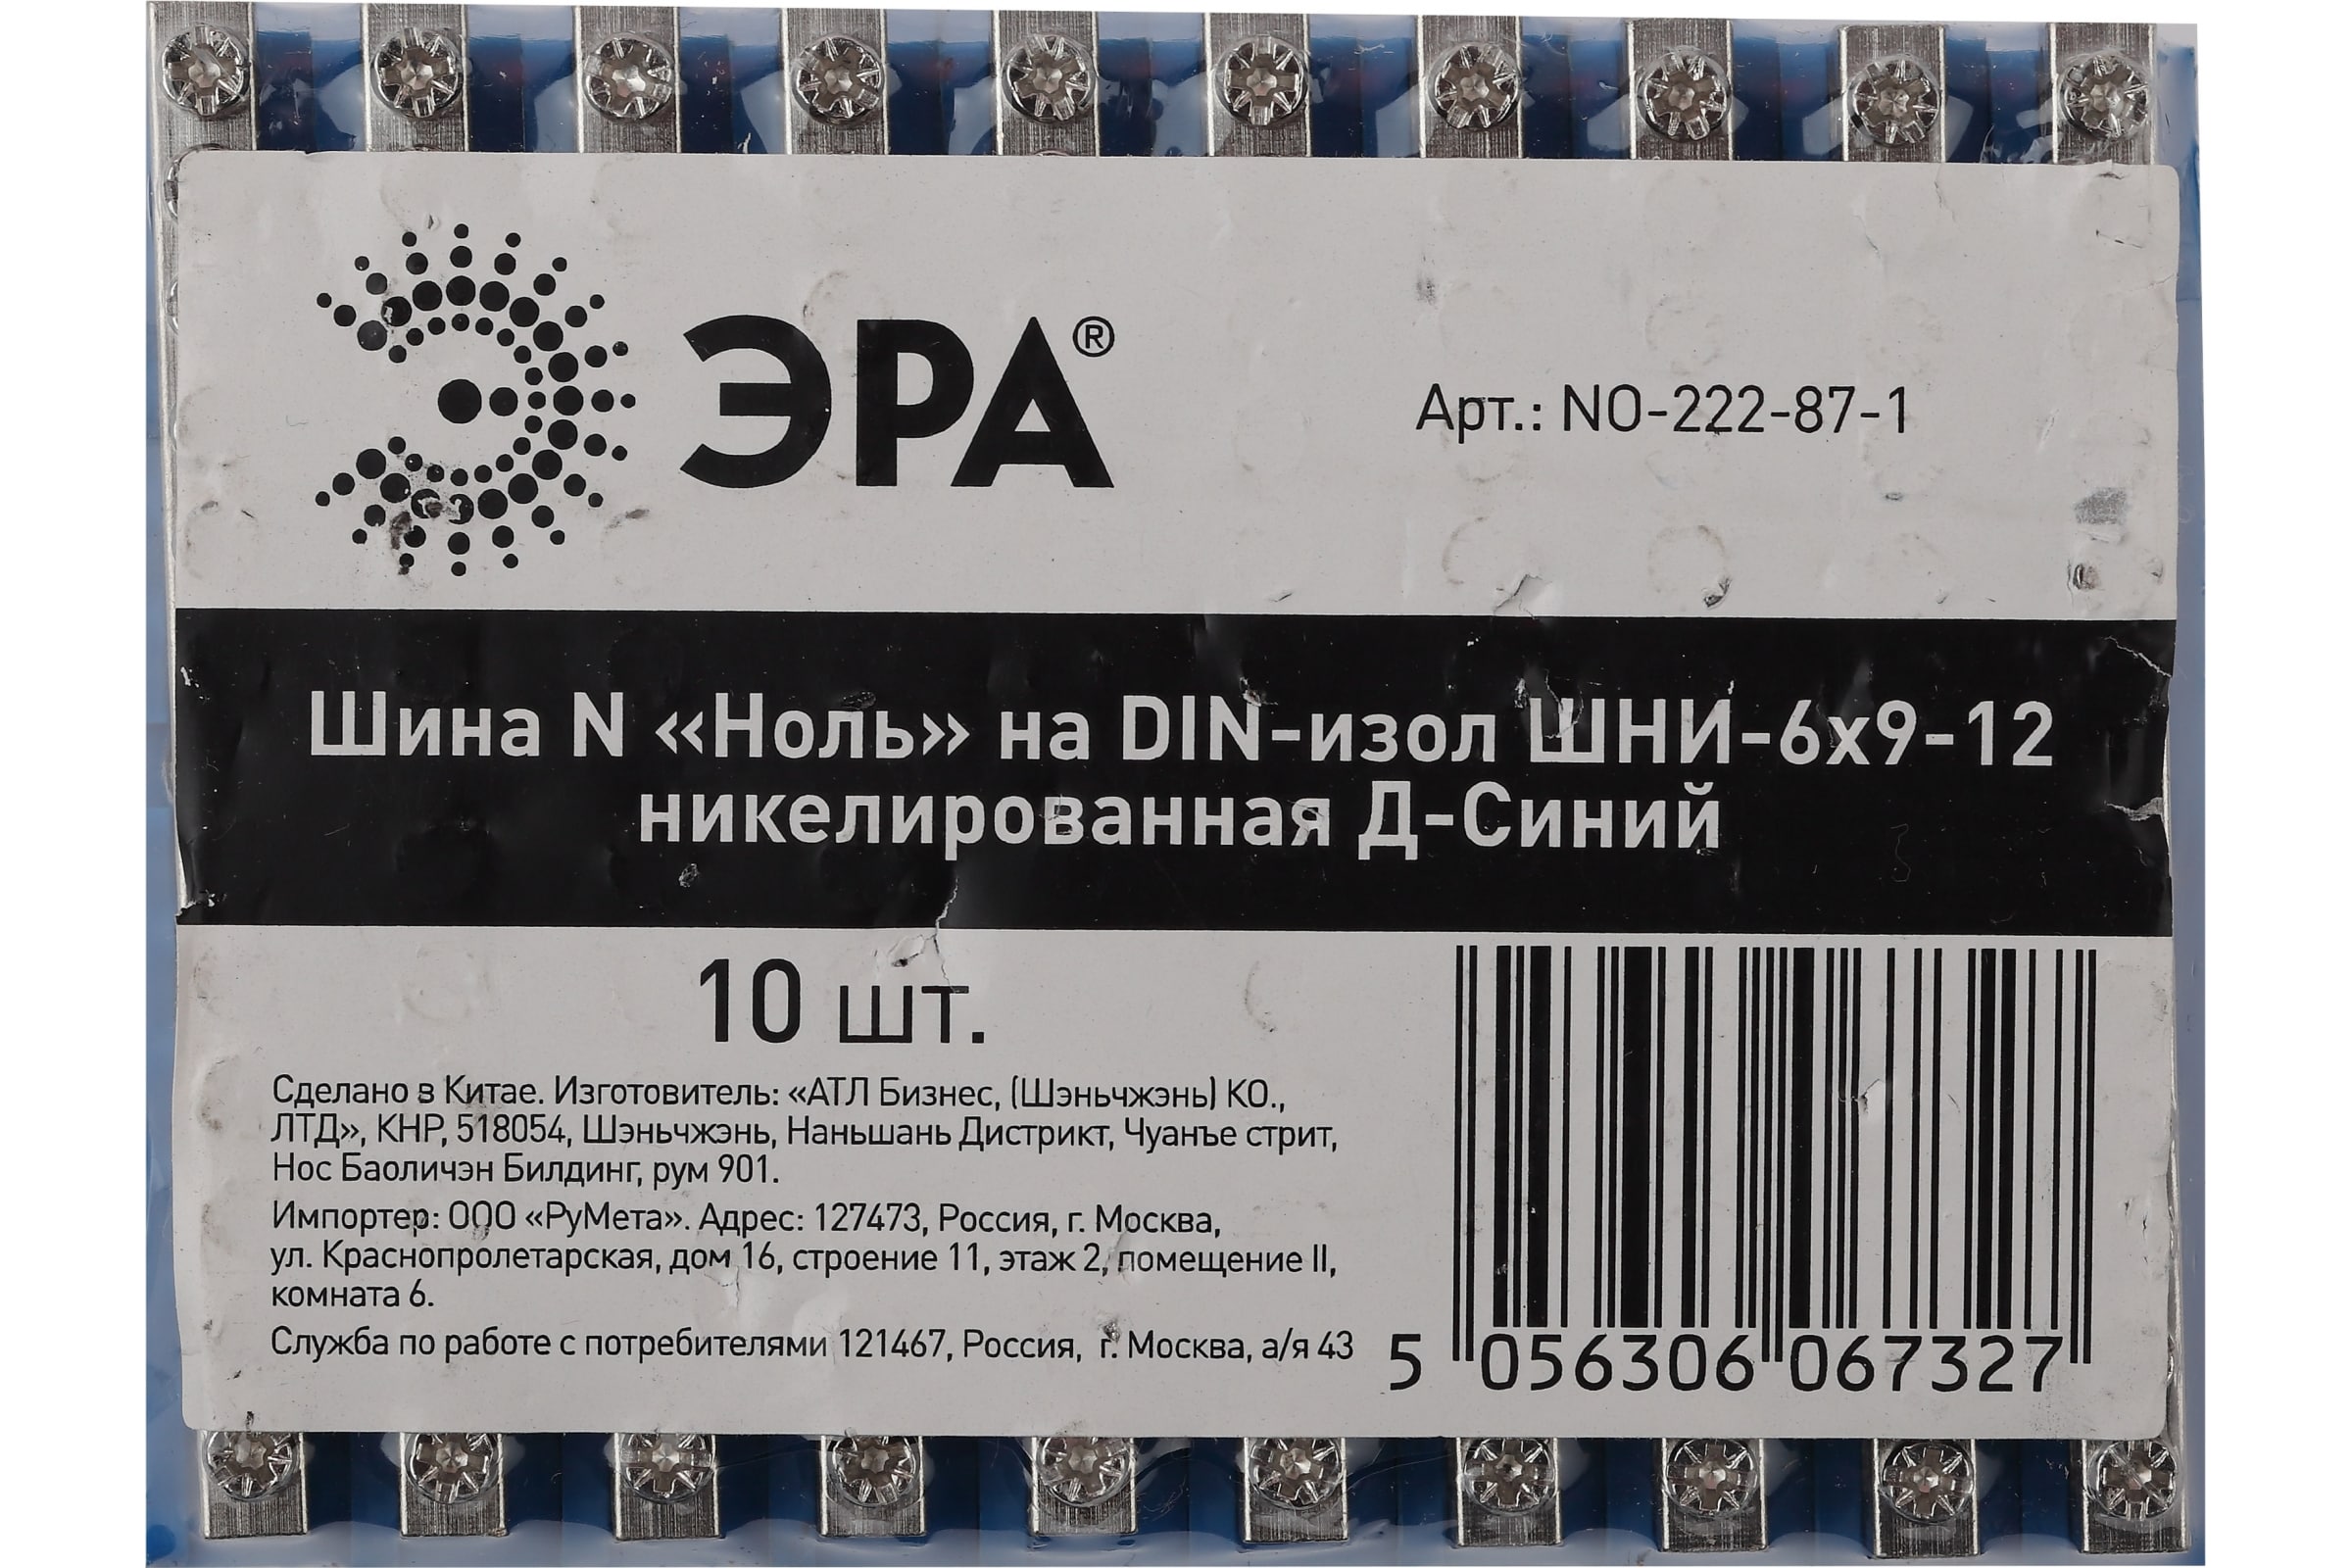 ЭРА®
Арт.: NO-222-87-1
Шина N «Ноль» на DIN-изол ШНИ-6х9-12
никелированная Д-Синий
10 шт.
Сделано в Китае. Изготовитель: «АТЛ Бизнес, (Шэньчжэнь) КО.,
ЛТД», КНР, 518054, Шэньчжэнь, Наньшань Дистрикт, Чуанъе стрит,
Нос Баоличэн Билдинг, рум 901.
Импортер: ООО «РуМета». Адрес: 127473, Россия, г. Москва,
ул. Краснопролетарская, дом 16, строение 11, этаж 2, помещение II,
комната 6.
Служба по работе с потребителями 121467, Россия, г. Москва, а/я 43
5 056306 067327